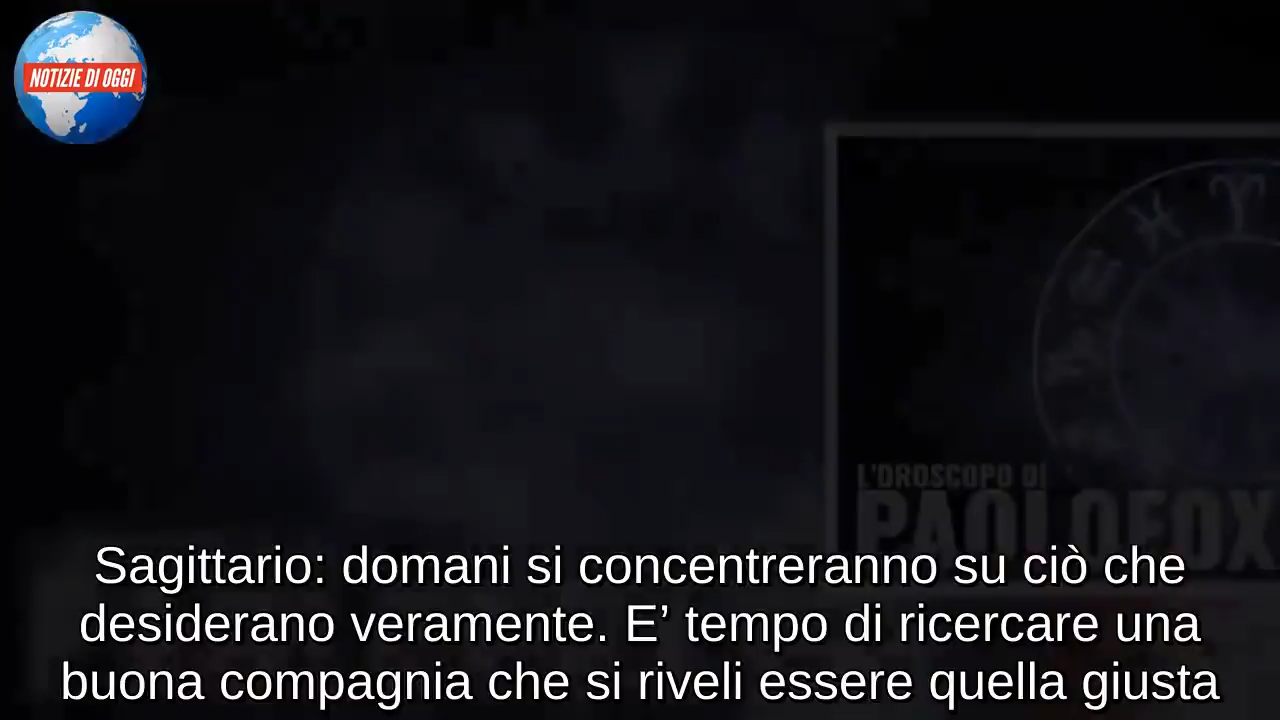 NOTIZIE DI OGGI
L'OROSCOPO DI
PAOLOFOX
Sagittario: domani si concentreranno su ciò che
desiderano veramente. E’ tempo di ricercare una
buona compagnia che si riveli essere quella giusta